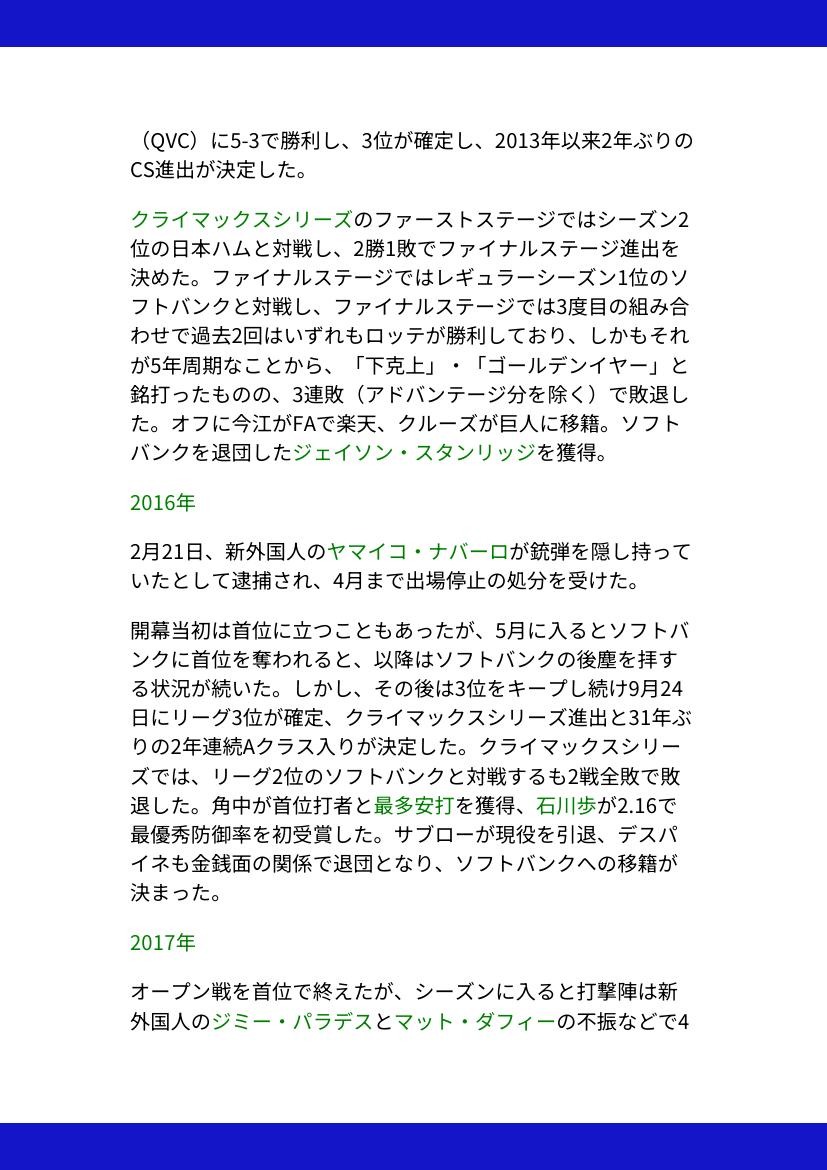 （QVC）に5-3で勝利し、3位が確定し、2013年以来2年ぶりの
CS進出が決定した。
クライマックスシリーズのファーストステージではシーズン2
位の日本ハムと対戦し、2勝1敗でファイナルステージ進出を
決めた。ファイナルステージではレギュラーシーズン1位のソ
フトバンクと対戦し、ファイナルステージでは3度目の組み合
わせで過去2回はいずれもロッテが勝利しており、しかもそれ
が5年周期なことから、「下克上」・「ゴールデンイヤー」と
銘打ったものの、3連敗（アドバンテージ分を除く）で敗退し
た。オフに今江がFAで楽天、クルーズが巨人に移籍。ソフト
バンクを退団したジェイソン・スタンリッジを獲得。
2016年
2月21日、新外国人のヤマイコ・ナバーロが銃弾を隠し持って
いたとして逮捕され、4月まで出場停止の処分を受けた。
開幕当初は首位に立つこともあったが、5月に入るとソフトバ
ンクに首位を奪われると、以降はソフトバンクの後塵を拝す
る状況が続いた。しかし、その後は3位をキープし続け9月24
日にリーグ3位が確定、クライマックスシリーズ進出と31年ぶ
りの2年連続Aクラス入りが決定した。クライマックスシリー
ズでは、リーグ2位のソフトバンクと対戦するも2戦全敗で敗
退した。角中が首位打者と最多安打を獲得、石川歩が2.16で
最優秀防御率を初受賞した。サブローが現役を引退、デスパ
イネも金銭面の関係で退団となり、ソフトバンクへの移籍が
決まった。
2017年
オープン戦を首位で終えたが、シーズンに入ると打撃陣は新
外国人のジミー・パラデスとマット・ダフィーの不振などで4